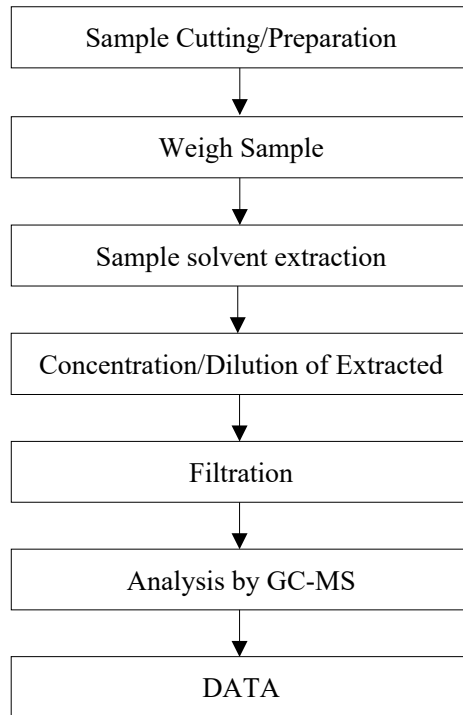 Sample Cutting/Preparation
Weigh Sample
Sample solvent extraction
Concentration/Dilution of Extracted
Filtration
Analysis by GC-MS
DATA